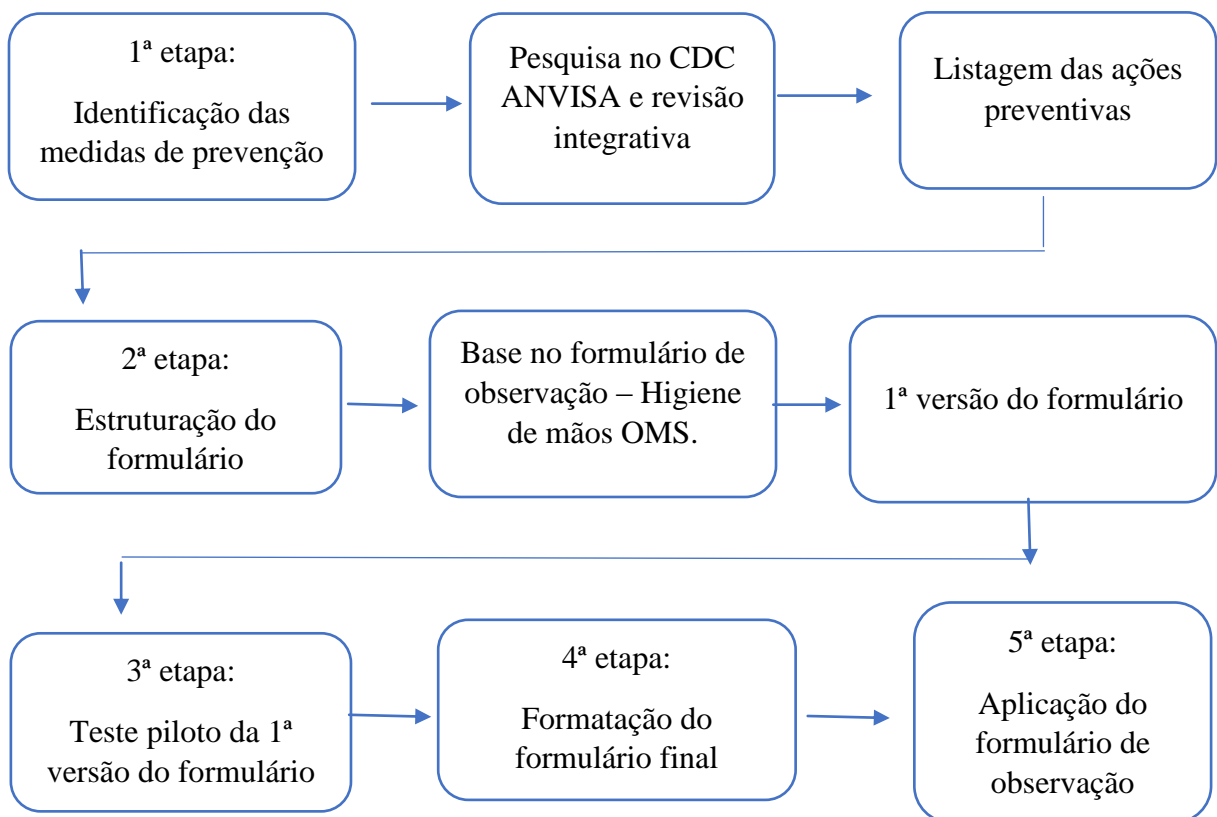 1ª etapa:
Identificação das
medidas de prevenção
Pesquisa no CDC
ANVISA e revisão
integrativa
Listagem das ações
preventivas
2ª etapa:
Estruturação do
formulário
Base no formulário de
observação – Higiene
de mãos OMS.
1ª versão do formulário
3ª etapa:
Teste piloto da 1ª
versão do formulário
4ª etapa:
Formatação do
formulário final
5ª etapa:
Aplicação do
formulário de
observação